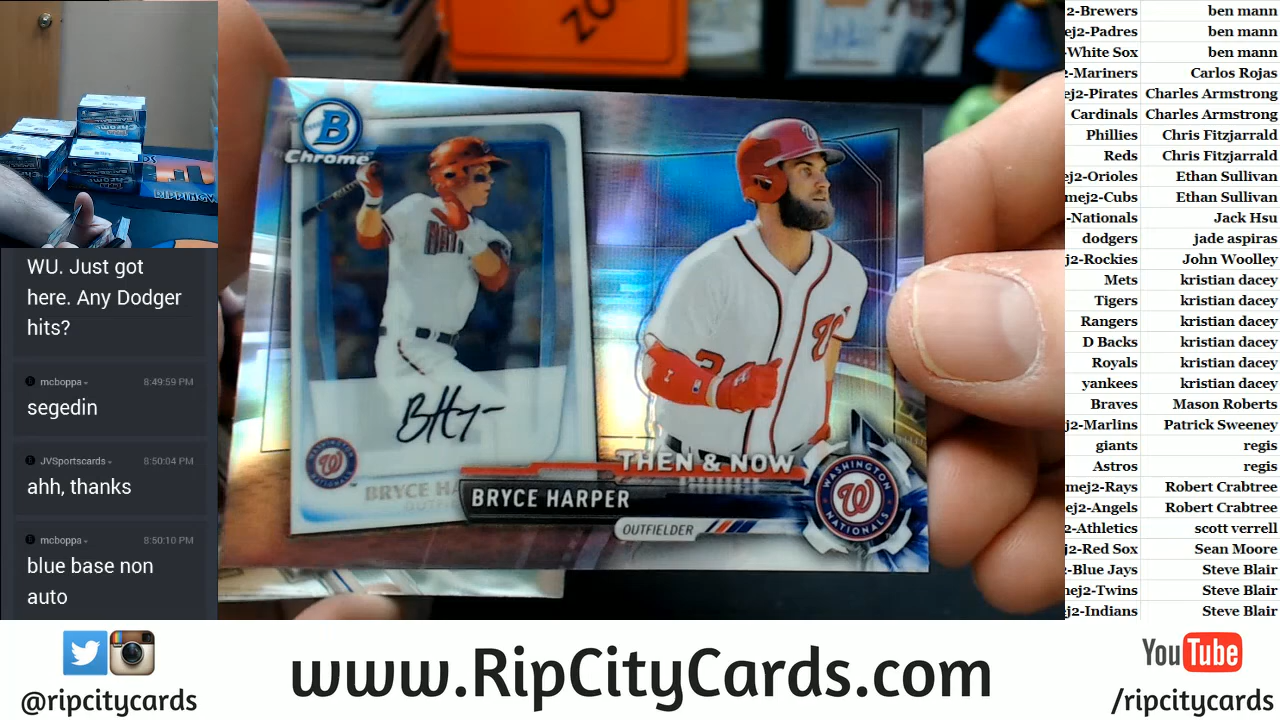 WU. Just got
here. Any Dodger
hits?
mcboppa
8:49:59 PM
segedin
JVSportscards
8:50:04 PM
ahh, thanks
mcboppa
8:50:10 PM
blue base non
auto
ZO
B
Chrome
BRYCE HA
THEN & NOW
BRYCE HARPER
OUTFIELDER
WASHINGTON
NATIONALS
W
2-Brewers ben mann
ej2-Padres ben mann
-White Sox ben mann
2-Mariners Carlos Rojas
ej2-Pirates Charles Armstrong
Cardinals Charles Armstrong
Phillies Chris Fitzjarrald
Reds Chris Fitzjarrald
ej2-Orioles Ethan Sullivan
mej2-Cubs Ethan Sullivan
-Nationals Jack Hsu
dodgers jade aspiras
j2-Rockies John Woolley
Mets kristian dacey
Tigers kristian dacey
Rangers kristian dacey
D Backs kristian dacey
Royals kristian dacey
yankees kristian dacey
Braves Mason Roberts
j2-Marlins Patrick Sweeney
giants regis
Astros regis
mej2-Rays Robert Crabtree
ej2-Angels Robert Crabtree
2-Athletics scott verrell
j2-Red Sox Sean Moore
2-Blue Jays Steve Blair
nej2-Twins Steve Blair
ej2-Indians Steve Blair
@ripcitycards
www.RipCityCards.com
YouTube
/ripcitycards